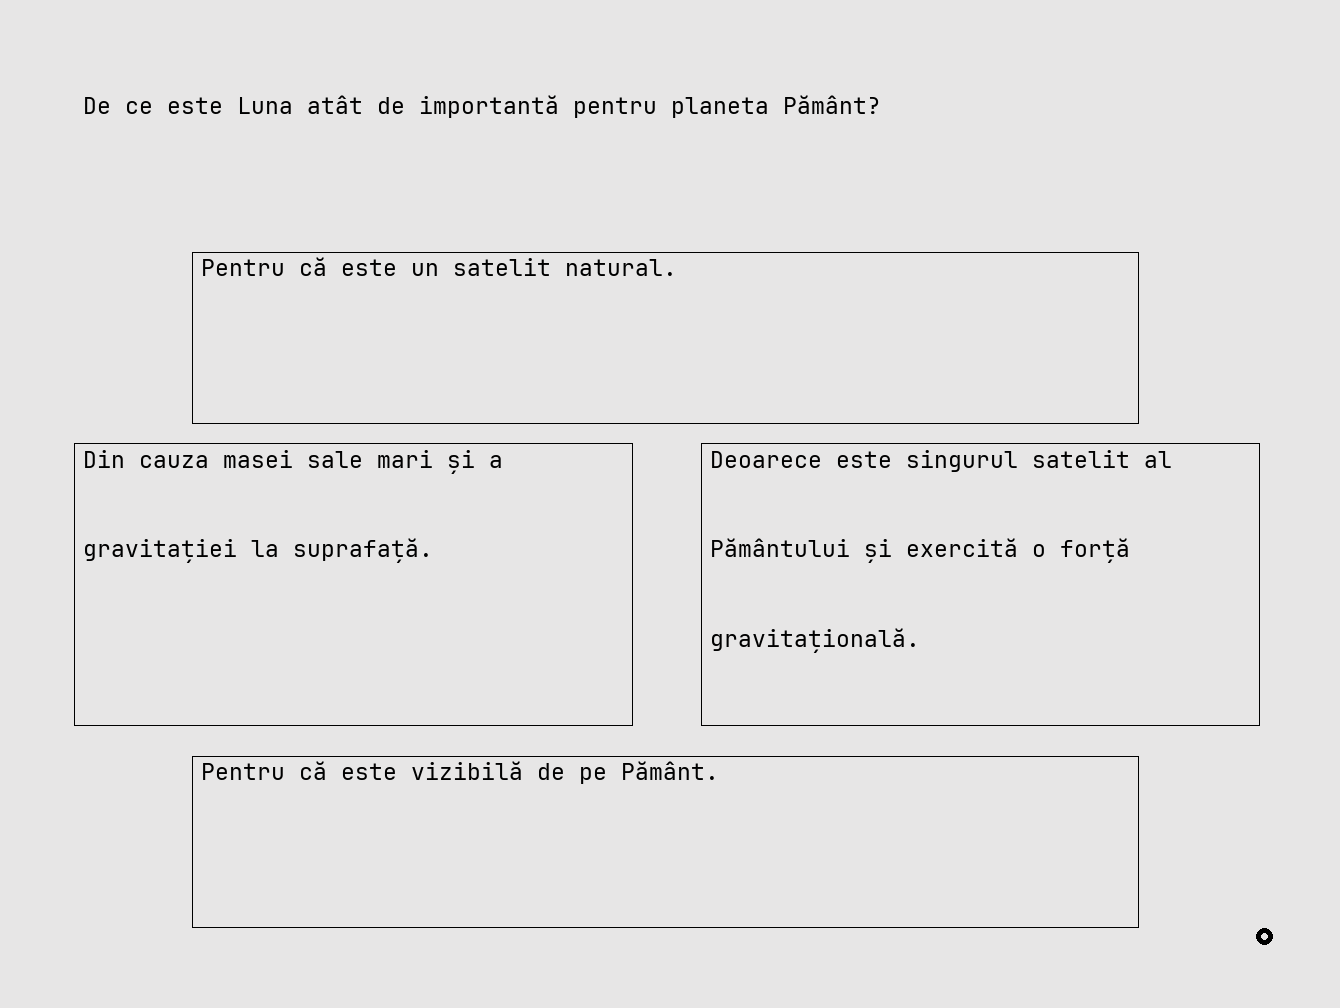 De ce este Luna atât de importantă pentru planeta Pământ?
Pentru că este un satelit natural.
Din cauza masei sale mari și a
gravitației la suprafață.
Deoarece este singurul satelit al
Pământului și exercită o forță
gravitațională.
Pentru că este vizibilă de pe Pământ.